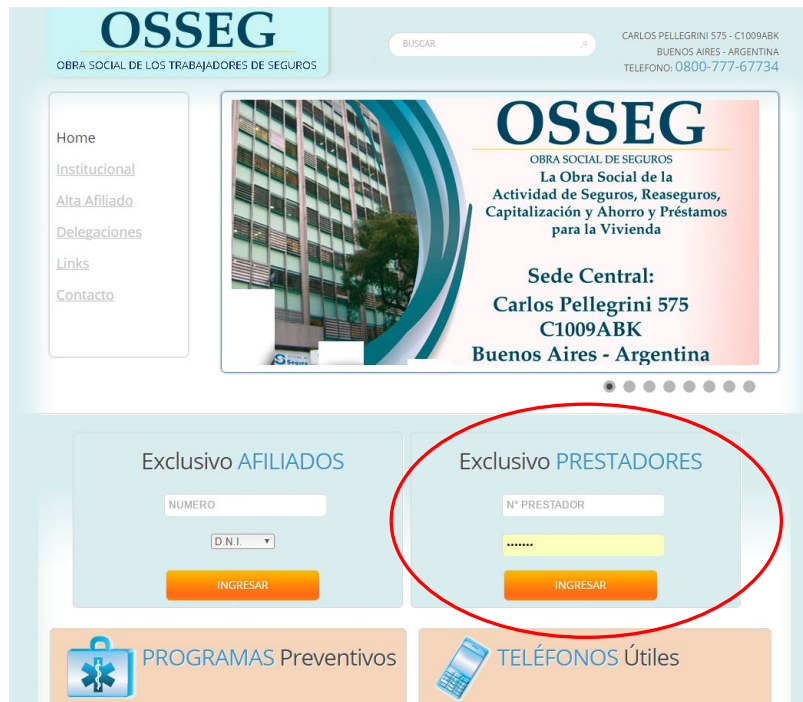 OSSEG
OBRA SOCIAL DE LOS TRABAJADORES DE SEGUROS
BUSCAR
CARLOS PELLEGRINI 575 - C1009ABK
BUENOS AIRES - ARGENTINA
TELEFONO: 0800-777-67734
Home
Institucional
Alta Afiliado
Delegaciones
Links
Contacto
OSSEG
OBRA SOCIAL DE SEGUROS
La Obra Social de la
Actividad de Seguros, Reaseguros,
Capitalización y Ahorro y Préstamos
para la Vivienda
Sede Central:
Carlos Pellegrini 575
C1009ABK
Buenos Aires - Argentina
Exclusivo AFILIADOS
NUMERO
D.N.I.
INGRESAR
Exclusivo PRESTADORES
N° PRESTADOR
•••••••
INGRESAR
PROGRAMAS Preventivos
TELÉFONOS Útiles